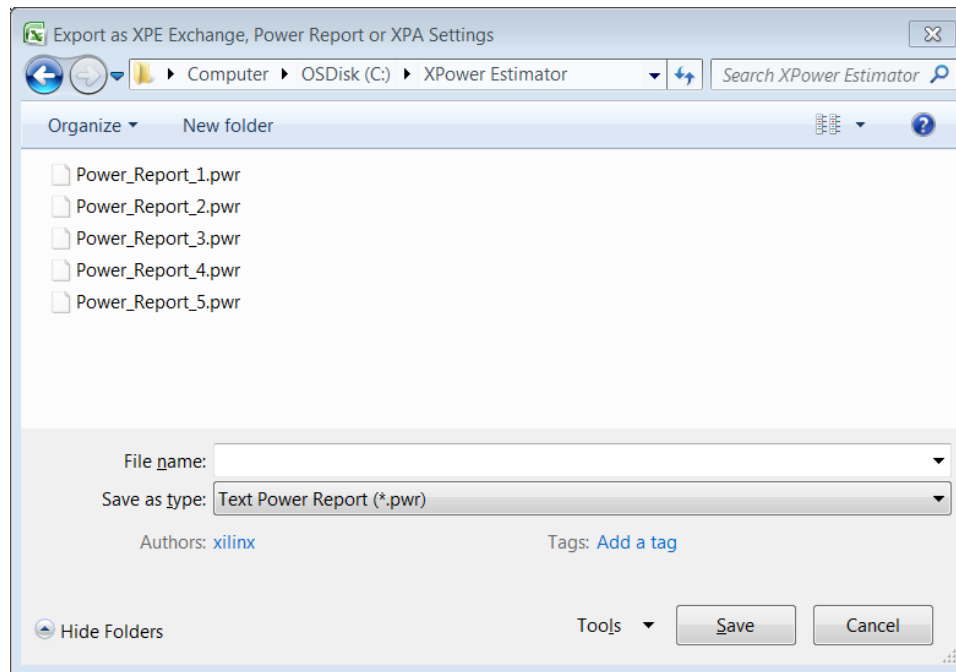 Export as XPE Exchange, Power Report or XPA Settings
Computer OSDisk (C:) XPower Estimator Search XPower Estimator
Organize New folder
Power_Report_1.pwr
Power_Report_2.pwr
Power_Report_3.pwr
Power_Report_4.pwr
Power_Report_5.pwr
File name:
Save as type: Text Power Report (*.pwr)
Authors: xilinx Tags: Add a tag
Hide Folders Tools Save Cancel